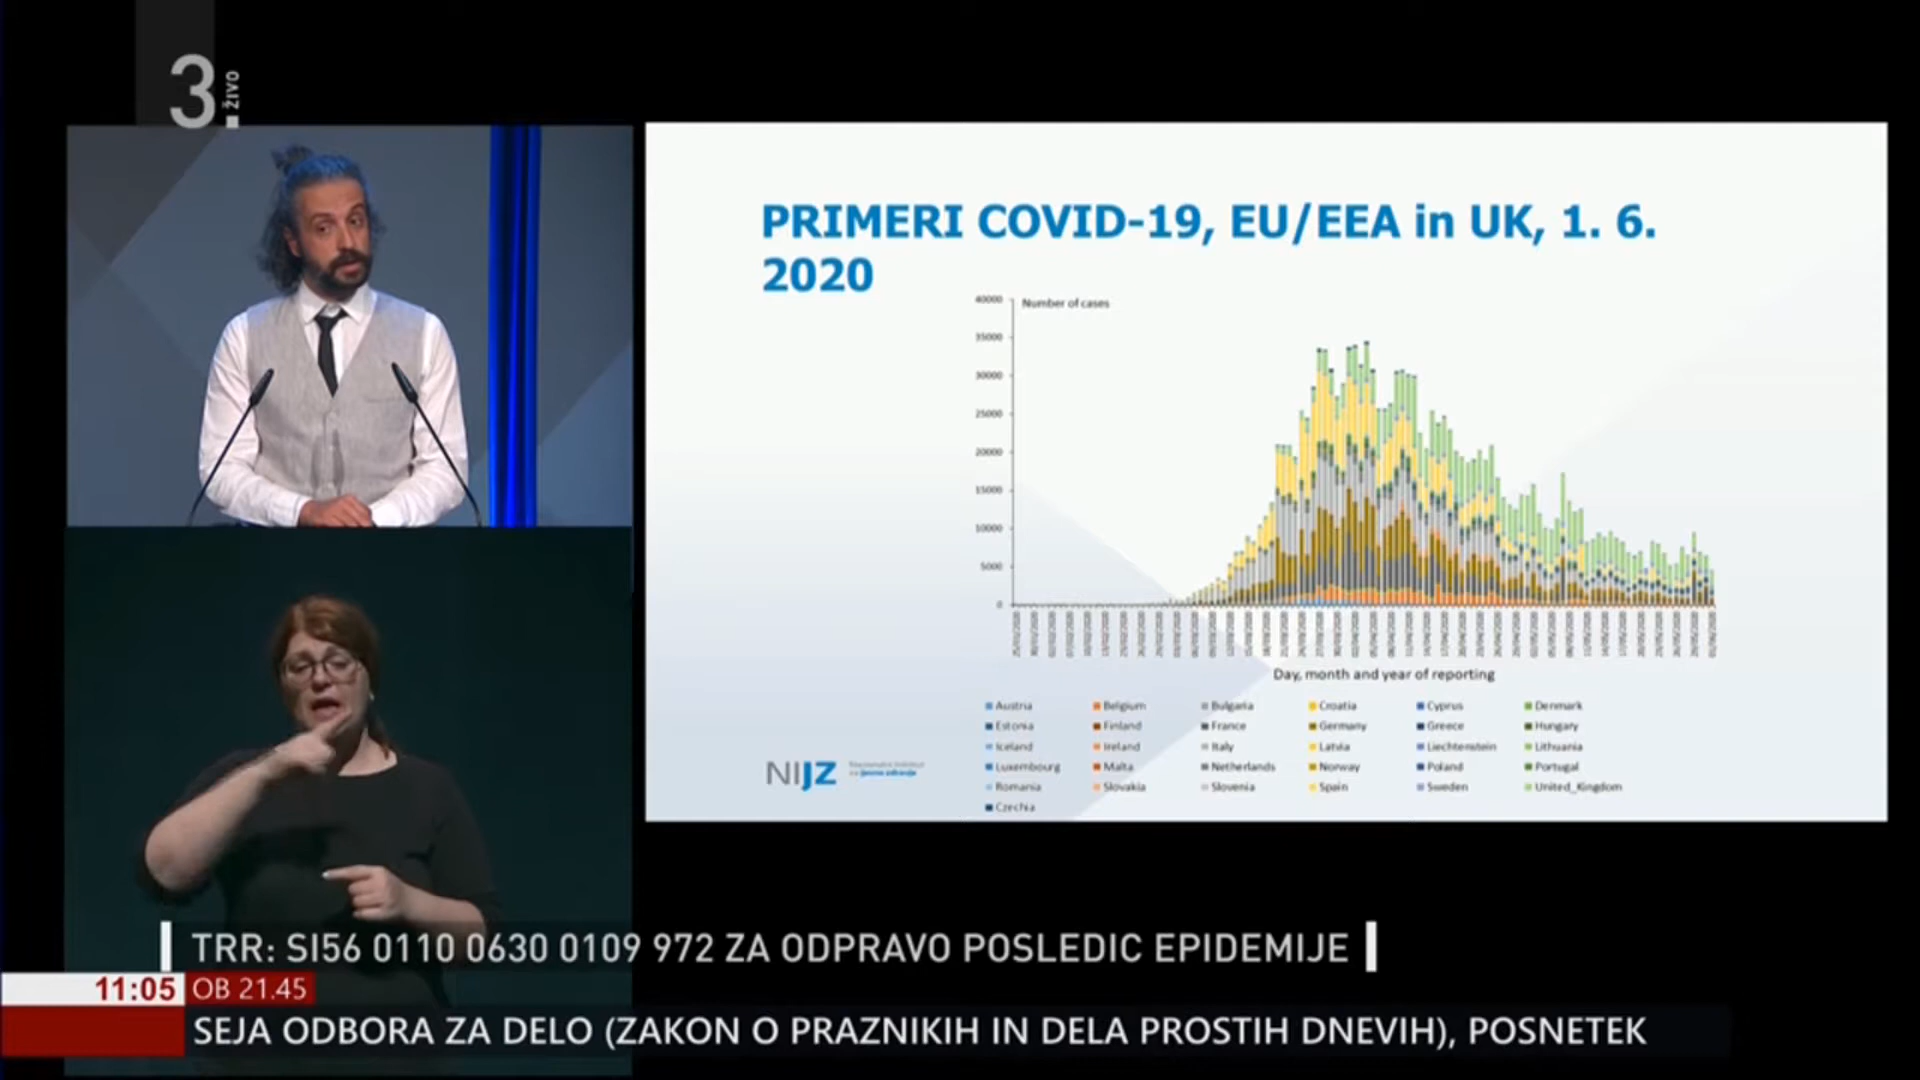 3.
živo
PRIMERI COVID-19, EU/EEA in UK, 1. 6.
2020
Number of cases
40000
35000
30000
25000
20000
15000
10000
5000
0
Day, month and year of reporting
Austria Belgium Bulgaria Croatia Cyprus Denmark
Estonia Finland France Germany Greece Hungary
Iceland Ireland Italy Latvia Liechtenstein Lithuania
Luxembourg Malta Netherlands Norway Poland Portugal
Romania Slovakia Slovenia Spain Sweden United_Kingdom
Czechia
NIJZ
TRR: SI56 0110 0630 0109 972 ZA ODPRAVO POSLEDIC EPIDEMIJE
11:05 OB 21.45
SEJA ODBORA ZA DELO (ZAKON O PRAZNIKIH IN DELA PROSTIH DNEVIH), POSNETEK